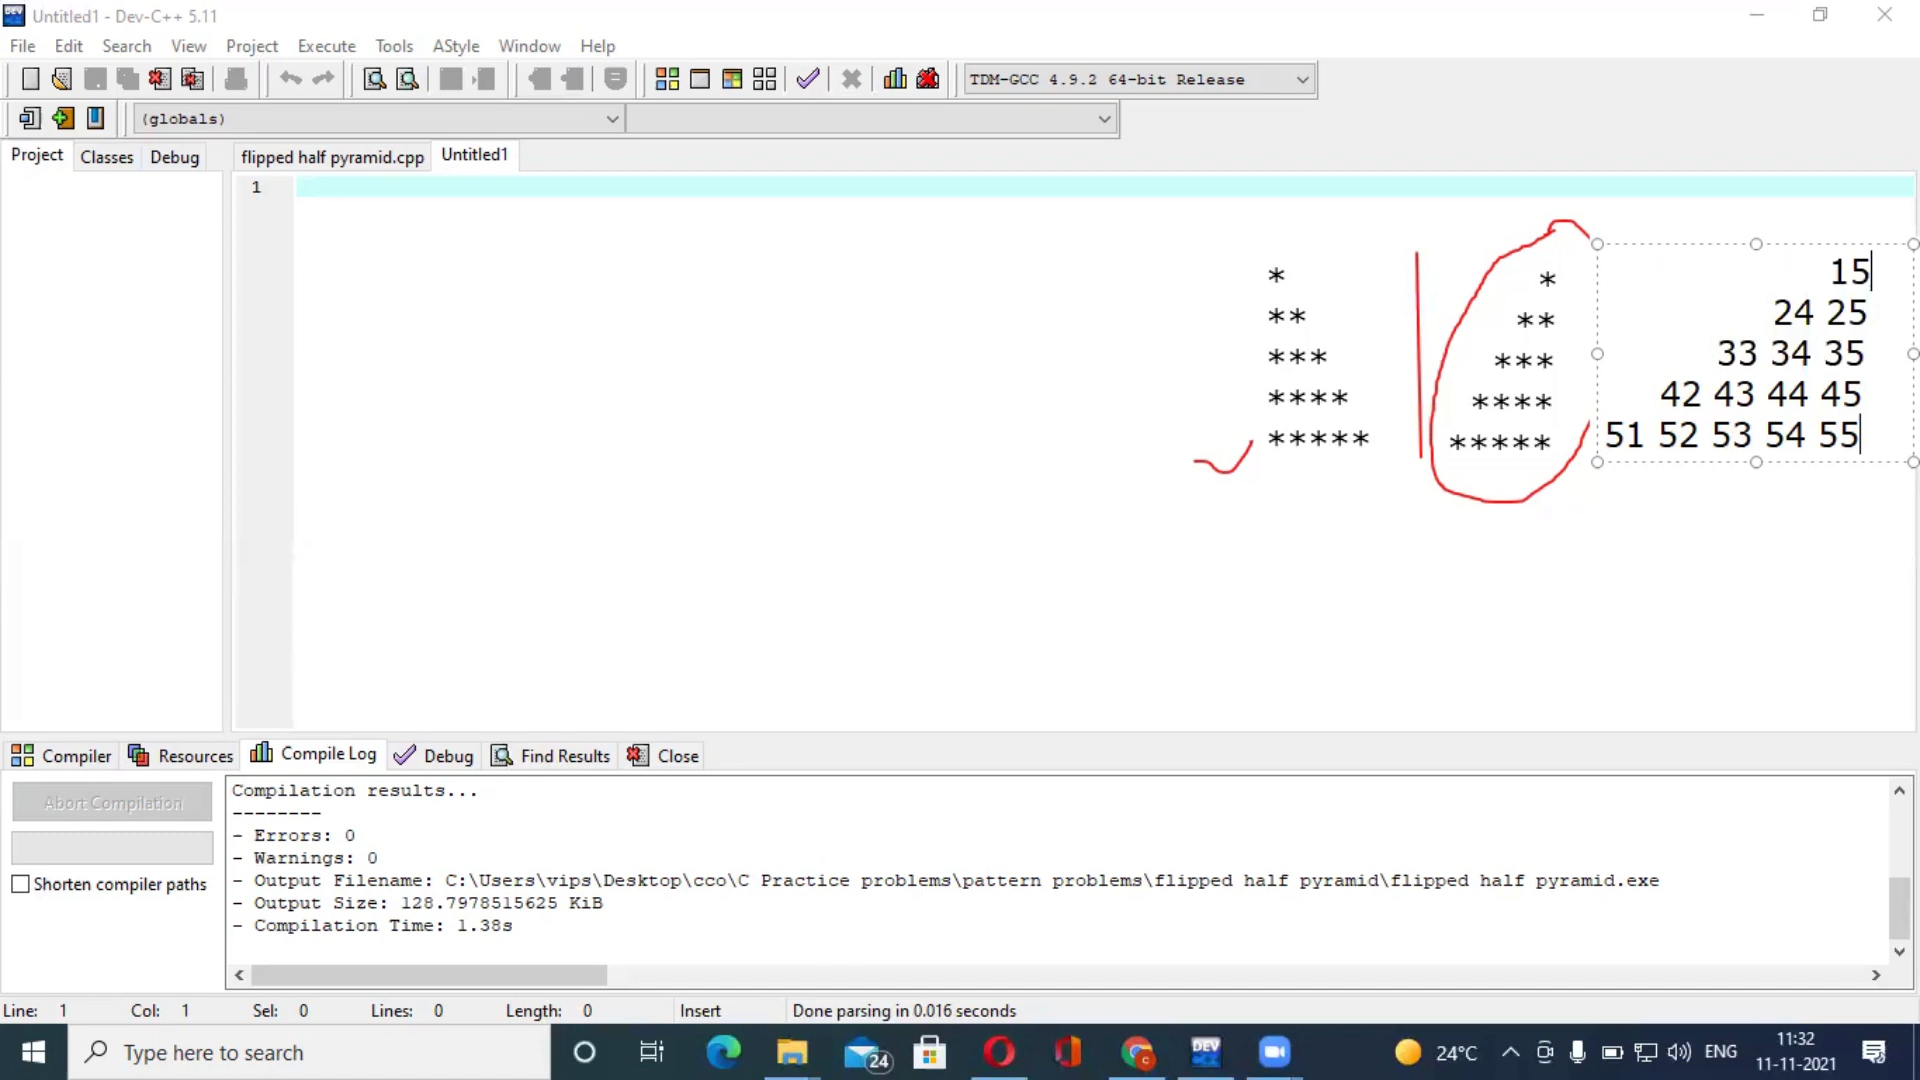 Untitled1 - Dev-C++ 5.11
File Edit Search View Project Execute Tools AStyle Window Help
TDM-GCC 4.9.2 64-bit Release
(globals)
Project Classes Debug flipped half pyramid.cpp Untitled1
1
* * 15
** ** 24 25
*** *** 33 34 35
**** **** 42 43 44 45
***** ***** 51 52 53 54 55
Compiler Resources Compile Log Debug Find Results Close
Abort Compilation
Shorten compiler paths
Compilation results...
--------
- Errors: 0
- Warnings: 0
- Output Filename: C:\Users\vips\Desktop\cco\C Practice problems\pattern problems\flipped half pyramid\flipped half pyramid.exe
- Output Size: 128.7978515625 KiB
- Compilation Time: 1.38s
Line: 1 Col: 1 Sel: 0 Lines: 0 Length: 0 Insert Done parsing in 0.016 seconds
Type here to search 24 DEV 24°C ENG 11:32
11-11-2021